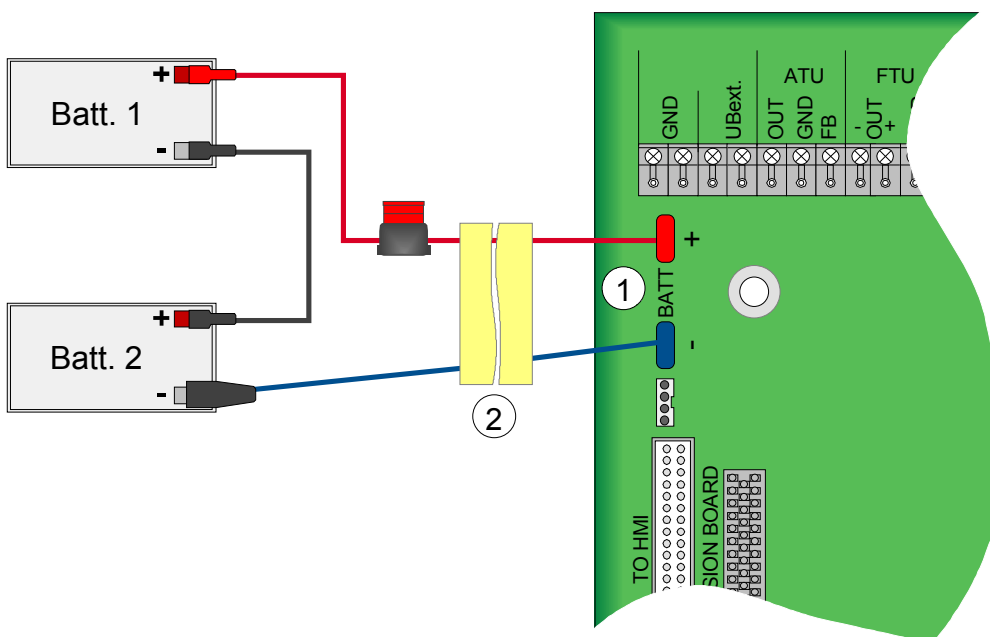 Batt. 1
+
-
Batt. 2
+
-
ATU
FTU
GND
UBext.
OUT
GND
FB
-
OUT
+
+
1
BATT
-
2
TO HMI
SION BOARD